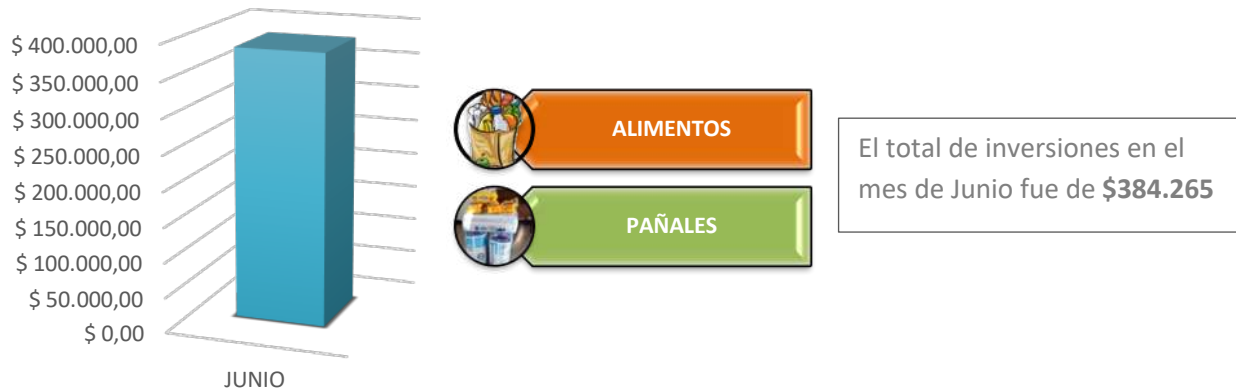 $ 400.000,00
$ 350.000,00
$ 300.000,00
$ 250.000,00
$ 200.000,00
$ 150.000,00
$ 100.000,00
$ 50.000,00
$ 0,00
JUNIO
ALIMENTOS
PAÑALES
El total de inversiones en el
mes de Junio fue de $384.265